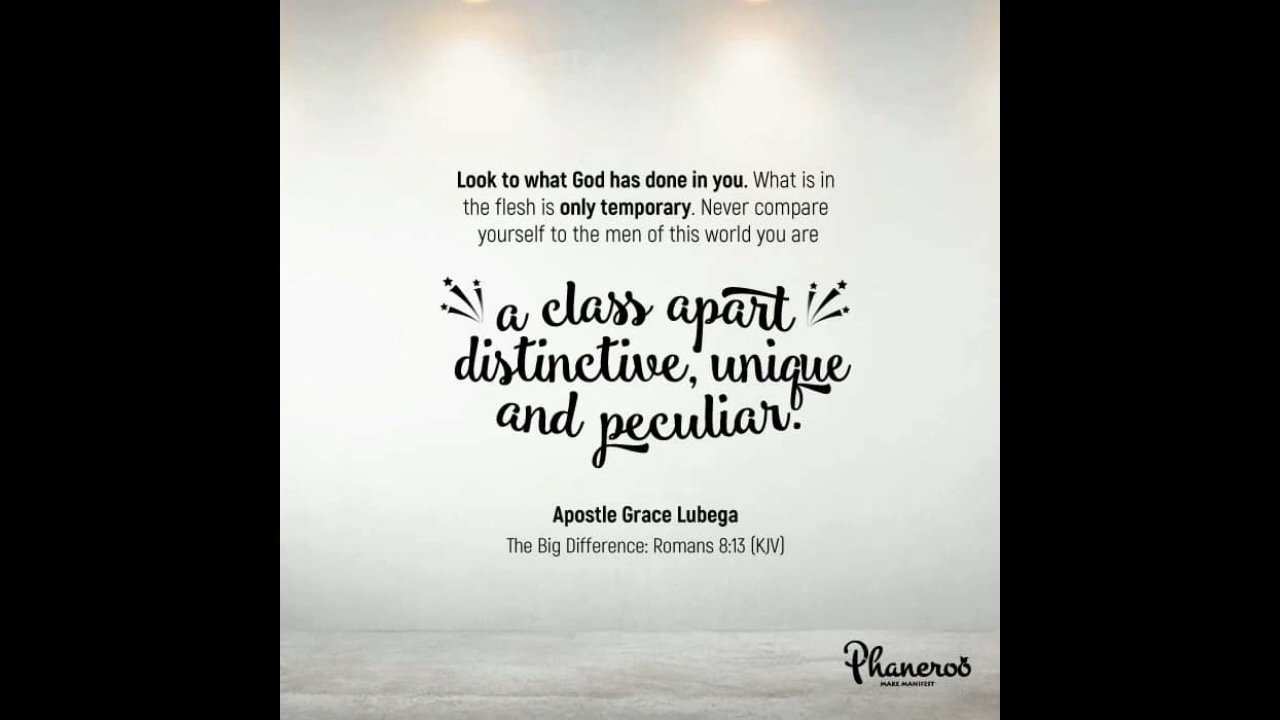 Look to what God has done in you. What is in
the flesh is only temporary. Never compare
yourself to the men of this world you are
a class apart
distinctive, unique
and peculiar.
Apostle Grace Lubega
The Big Difference: Romans 8:13 (KJV)
Phaneroo
MAKE MANIFEST